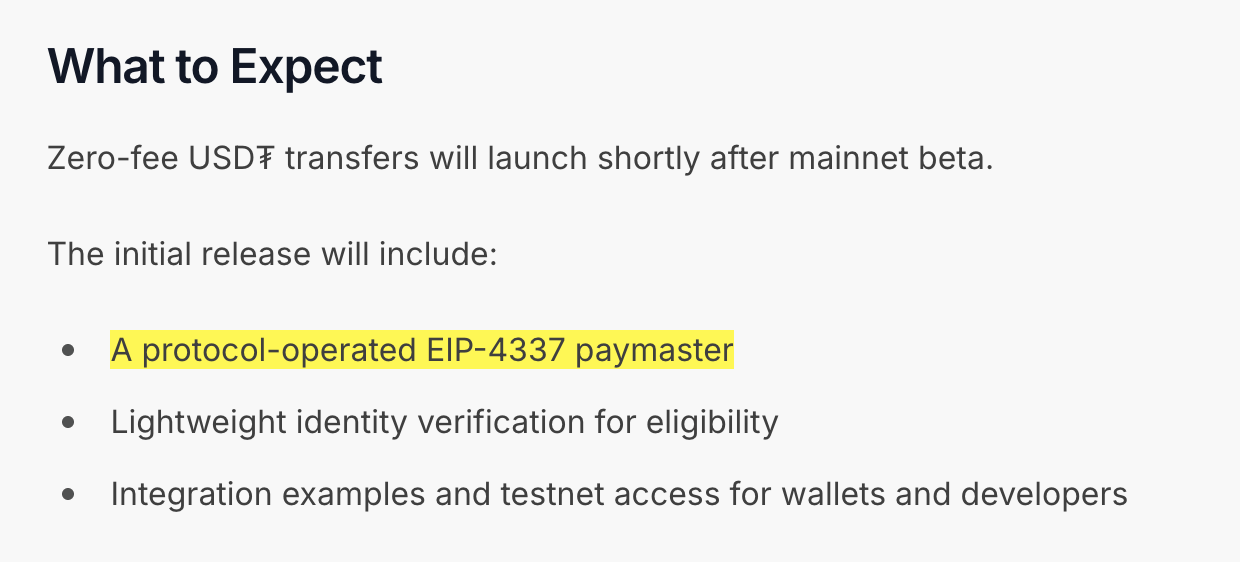 What to Expect
Zero-fee USD₮ transfers will launch shortly after mainnet beta.
The initial release will include:
• A protocol-operated EIP-4337 paymaster
• Lightweight identity verification for eligibility
• Integration examples and testnet access for wallets and developers